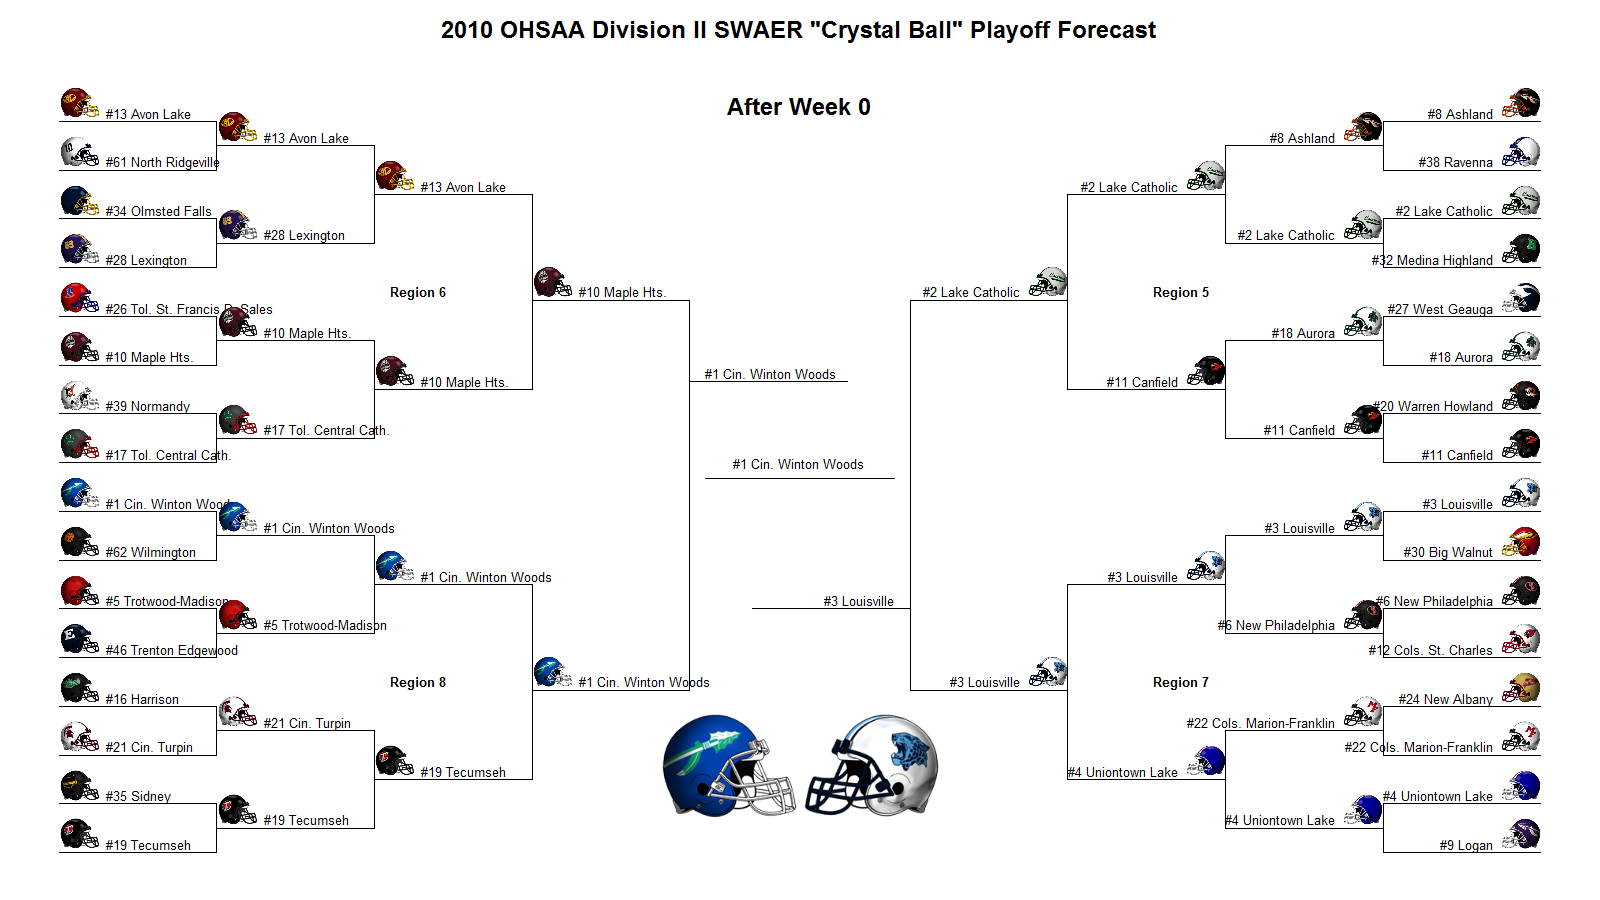 2010 OHSAA Division II SWAER "Crystal Ball" Playoff Forecast
After Week 0
#13 Avon Lake
#61 North Ridgeville
#34 Olmsted Falls
#28 Lexington
#26 Tol. St. Francis D Sales
#10 Maple Hts.
#39 Normandy
#17 Tol. Central Cath.
#1 Cin. Winton Wood
#62 Wilmington
#5 Trotwood-Madison
#46 Trenton Edgewood
#16 Harrison
#21 Cin. Turpin
#35 Sidney
#19 Tecumseh
#13 Avon Lake
#28 Lexington
#10 Maple Hts.
#17 Tol. Central Cath.
#1 Cin. Winton Woods
#5 Trotwood-Madison
#21 Cin. Turpin
#19 Tecumseh
#13 Avon Lake
Region 6
#10 Maple Hts.
#1 Cin. Winton Woods
Region 8
#19 Tecumseh
#10 Maple Hts.
#1 Cin. Winton Woods
#1 Cin. Winton Woods
#1 Cin. Winton Woods
#3 Louisville
#2 Lake Catholic
#3 Louisville
#2 Lake Catholic
Region 5
#11 Canfield
#3 Louisville
Region 7
#4 Uniontown Lake
#8 Ashland
#2 Lake Catholic
#18 Aurora
#11 Canfield
#3 Louisville
#6 New Philadelphia
#22 Cols. Marion-Franklin
#4 Uniontown Lake
#8 Ashland
#38 Ravenna
#2 Lake Catholic
#32 Medina Highland
#27 West Geauga
#18 Aurora
#20 Warren Howland
#11 Canfield
#3 Louisville
#30 Big Walnut
#6 New Philadelphia
#12 Cols. St. Charles
#24 New Albany
#22 Cols. Marion-Franklin
#4 Uniontown Lake
#9 Logan